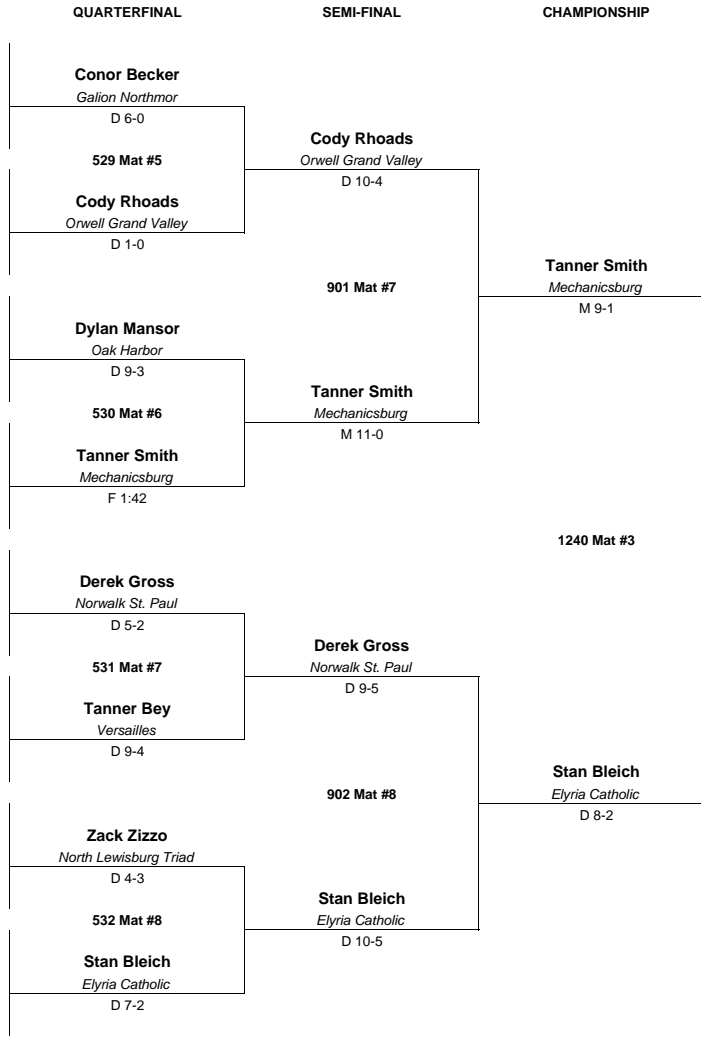 QUARTERFINAL SEMI-FINAL CHAMPIONSHIP
Conor Becker
Galion Northmor
D 6-0
Cody Rhoads
529 Mat #5 Orwell Grand Valley
D 10-4
Cody Rhoads
Orwell Grand Valley
D 1-0
Tanner Smith
901 Mat #7 Mechanicsburg
M 9-1
Dylan Mansor
Oak Harbor
D 9-3
Tanner Smith
530 Mat #6 Mechanicsburg
M 11-0
Tanner Smith
Mechanicsburg
F 1:42
1240 Mat #3
Derek Gross
Norwalk St. Paul
D 5-2
Derek Gross
531 Mat #7 Norwalk St. Paul
D 9-5
Tanner Bey
Versailles
D 9-4
Stan Bleich
902 Mat #8 Elyria Catholic
D 8-2
Zack Zizzo
North Lewisburg Triad
D 4-3
Stan Bleich
532 Mat #8 Elyria Catholic
D 10-5
Stan Bleich
Elyria Catholic
D 7-2